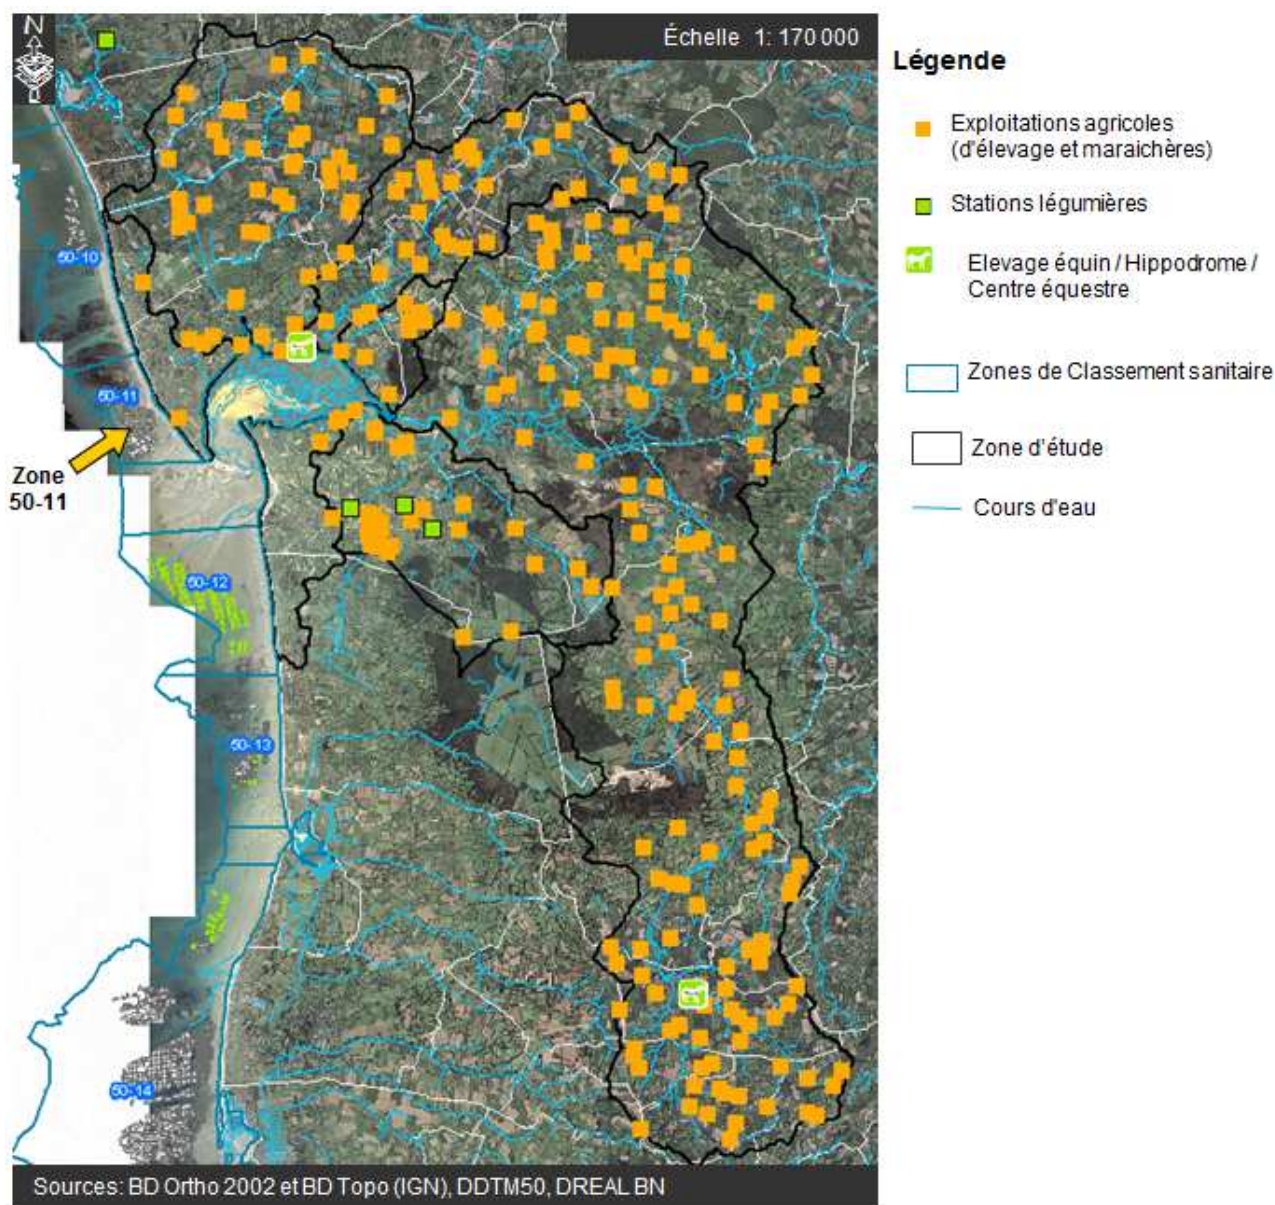 N
Échelle 1: 170 000
Légende
Exploitations agricoles
(d'élevage et maraichères)
Stations légumières
Elevage équin / Hippodrome /
Centre équestre
Zones de Classement sanitaire
Zone d'étude
Cours d'eau
50-10
50-11
Zone
50-11
50-12
50-13
50-14
Sources: BD Ortho 2002 et BD Topo (IGN), DDTM50, DREAL BN